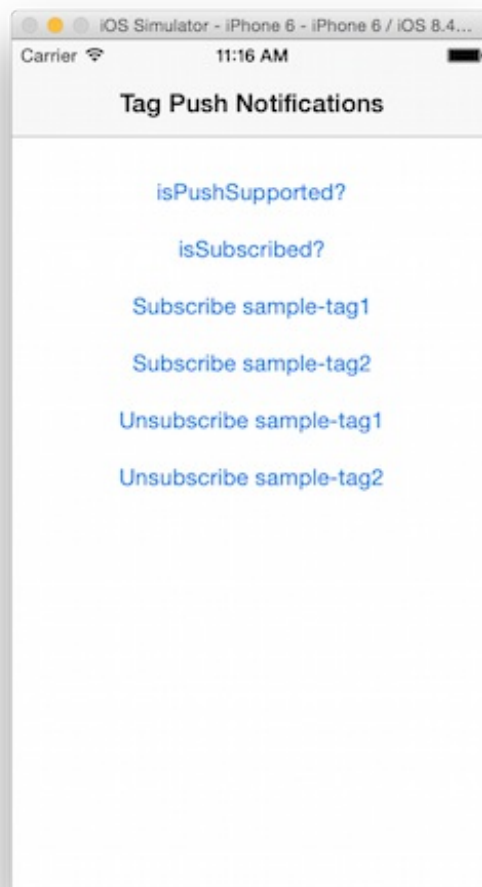 iOS Simulator - iPhone 6 - iPhone 6 / iOS 8.4...
Carrier 11:16 AM
Tag Push Notifications
isPushSupported?
isSubscribed?
Subscribe sample-tag1
Subscribe sample-tag2
Unsubscribe sample-tag1
Unsubscribe sample-tag2